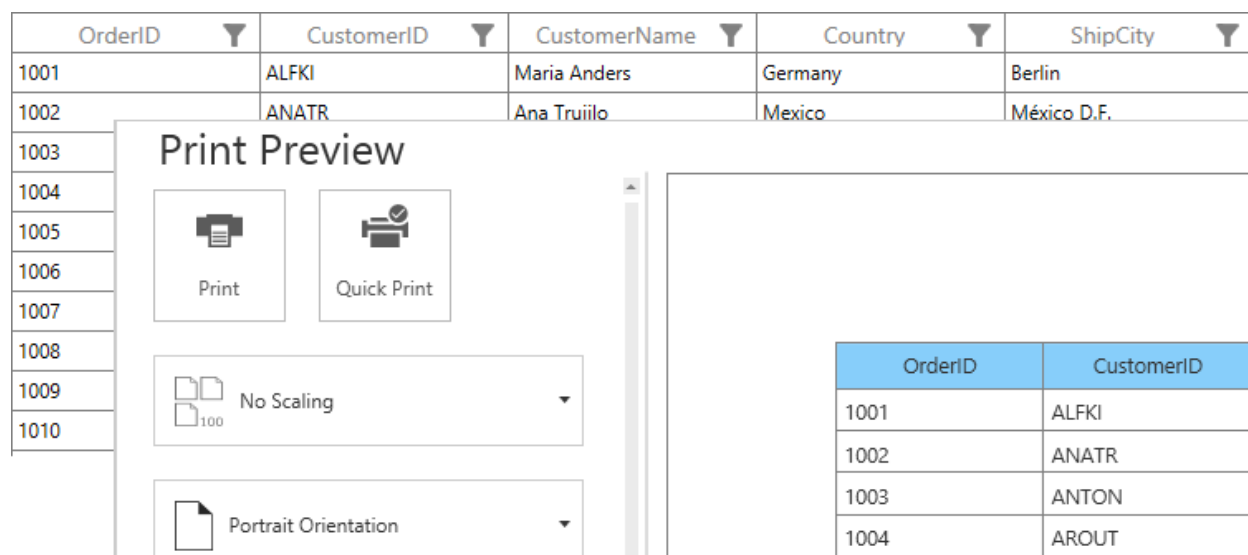 OrderID CustomerID CustomerName Country ShipCity
1001 ALFKI Maria Anders Germany Berlin
1002 ANATR Ana Trujilo Mexico México D.F.
1003
1004
1005
1006
1007
1008
1009
1010
Print Preview
Print Quick Print
No Scaling
100
Portrait Orientation
OrderID CustomerID
1001 ALFKI
1002 ANATR
1003 ANTON
1004 AROUT